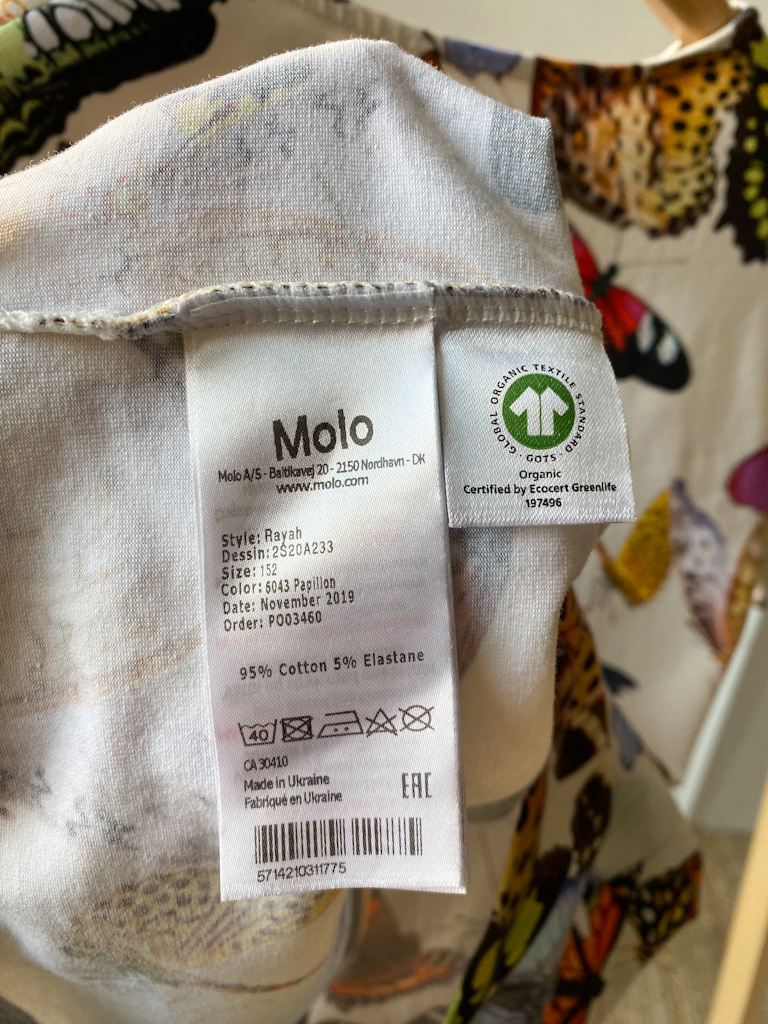 Molo
Molo A/S - Baltikavej 20 - 2150 Nordhavn - DK
www.molo.com
Style: Rayah
Dessin: 2S20A233
Size: 152
Color: 6043 Papillon
Date: November 2019
Order: PO03460
95% Cotton 5% Elastane
40
CA 30410
Made in Ukraine
Fabriqué en Ukraine
EAC
5714210311775
GLOBAL ORGANIC TEXTILE STANDARD
· GOTS ·
Organic
Certified by Ecocert Greenlife
197496